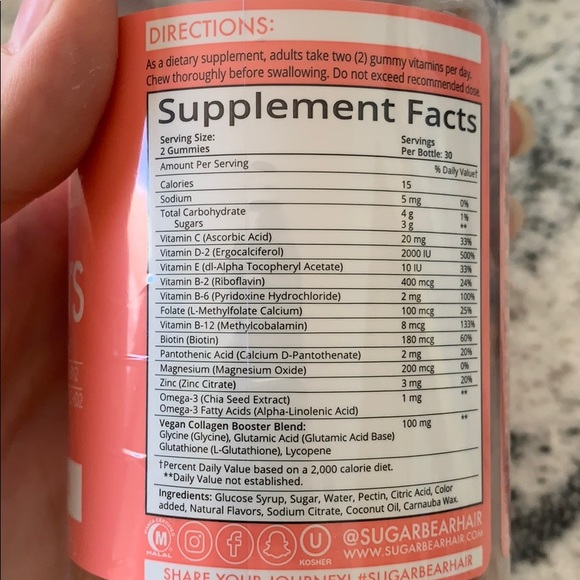 DIRECTIONS:
As a dietary supplement, adults take two (2) gummy vitamins per day.
Chew thoroughly before swallowing. Do not exceed recommended dose.
Supplement Facts
Serving Size: Servings
2 Gummies Per Bottle: 30
Amount Per Serving % Daily Value†
Calories 15
Sodium 5 mg 0%
Total Carbohydrate 4 g 1%
Sugars 3 g **
Vitamin C (Ascorbic Acid) 20 mg 33%
Vitamin D-2 (Ergocalciferol) 2000 IU 500%
Vitamin E (dl-Alpha Tocopheryl Acetate) 10 IU 33%
Vitamin B-2 (Riboflavin) 400 mcg 24%
Vitamin B-6 (Pyridoxine Hydrochloride) 2 mg 100%
Folate (L-Methylfolate Calcium) 100 mcg 25%
Vitamin B-12 (Methylcobalamin) 8 mcg 133%
Biotin (Biotin) 180 mcg 60%
Pantothenic Acid (Calcium D-Pantothenate) 2 mg 20%
Magnesium (Magnesium Oxide) 200 mcg 0%
Zinc (Zinc Citrate) 3 mg 20%
Omega-3 (Chia Seed Extract) 1 mg **
Omega-3 Fatty Acids (Alpha-Linolenic Acid)
Vegan Collagen Booster Blend: 100 mg **
Glycine (Glycine), Glutamic Acid (Glutamic Acid Base)
Glutathione (L-Glutathione), Lycopene
†Percent Daily Value based on a 2,000 calorie diet.
**Daily Value not established.
Ingredients: Glucose Syrup, Sugar, Water, Pectin, Citric Acid, Color
added, Natural Flavors, Sodium Citrate, Coconut Oil, Carnauba Wax.
M
HALAL
U
KOSHER
@SUGARBEARHAIR
WWW.SUGARBEARHAIR
SHARE YOUR JOURNEY! #SUGARBEARHAIR